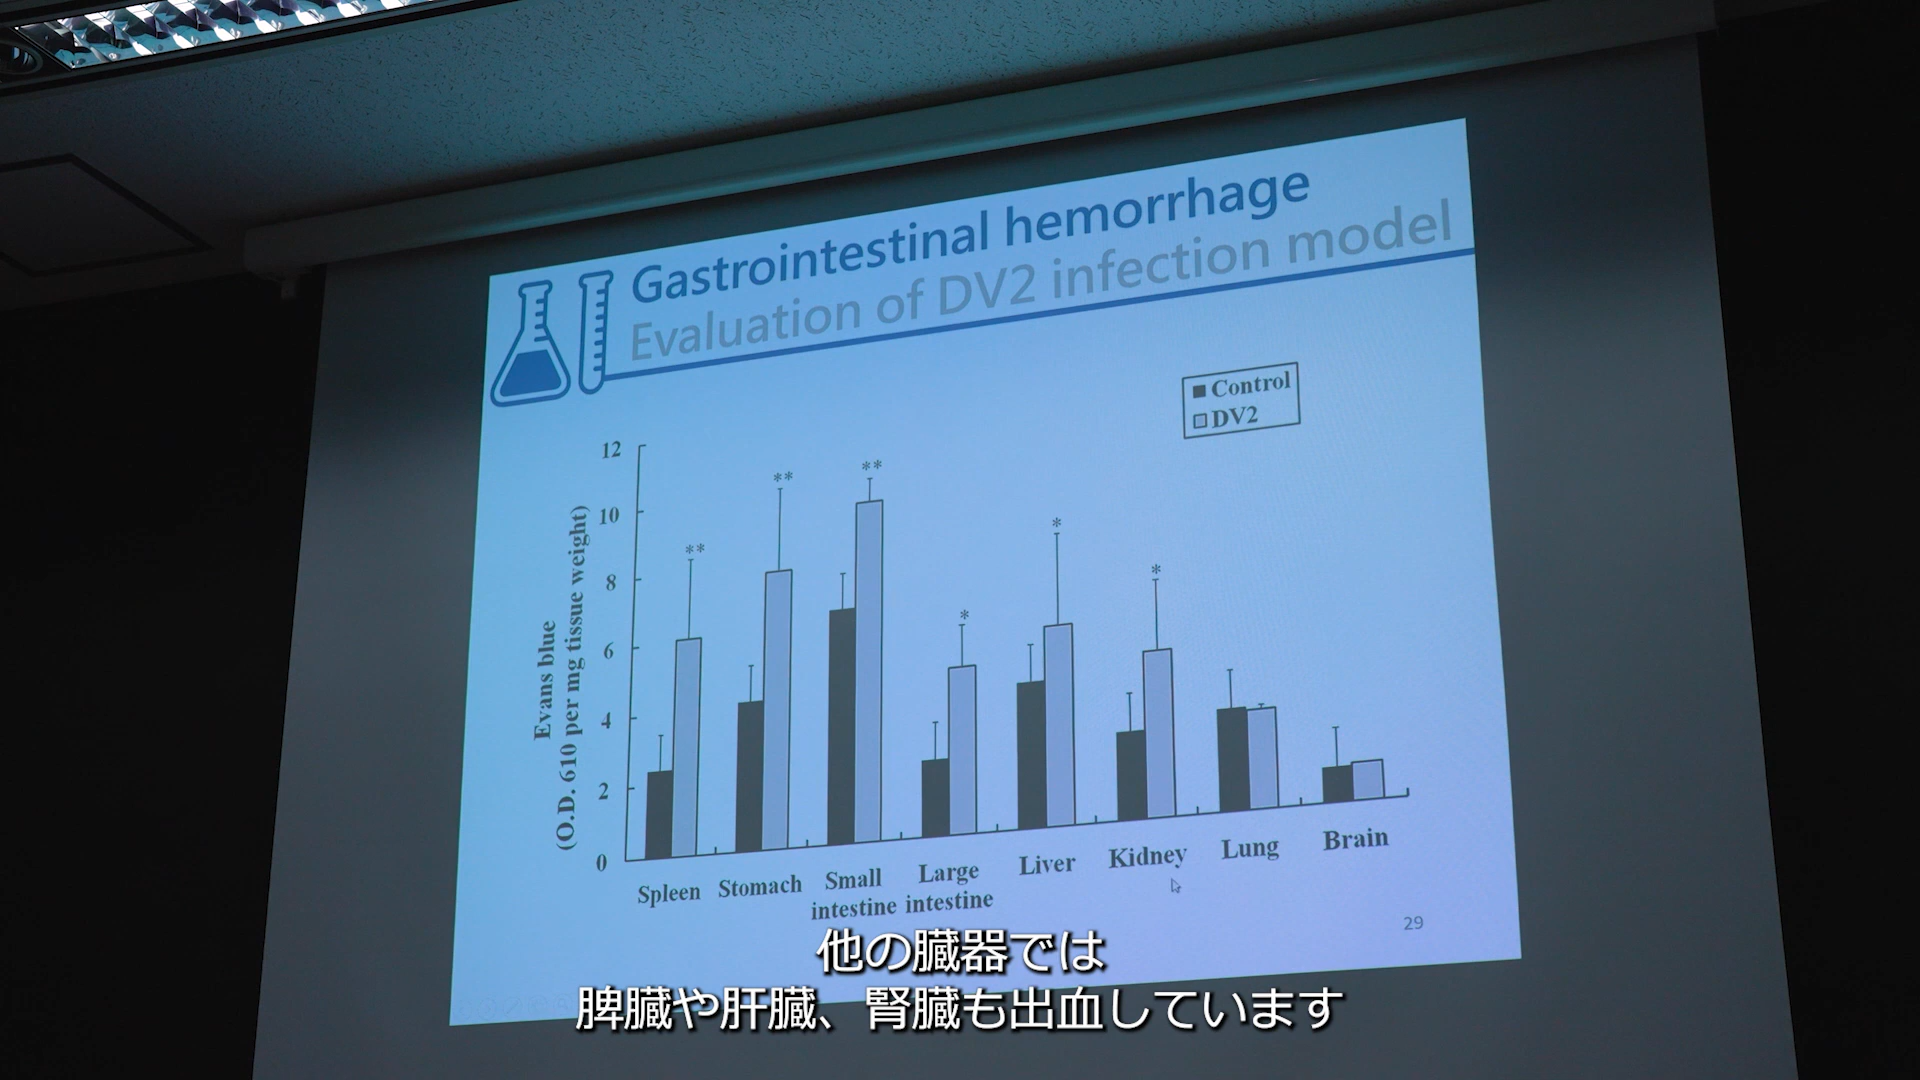 Gastrointestinal hemorrhage
Evaluation of DV2 infection model
Control
DV2
12
10
8
6
4
2
0
Evans blue
(O.D. 610 per mg tissue weight)
**
**
**
*
*
*
Spleen
Stomach
Small
intestine
Large
intestine
Liver
Kidney
Lung
Brain
29
他の臓器では
脾臓や肝臓、腎臓も出血しています